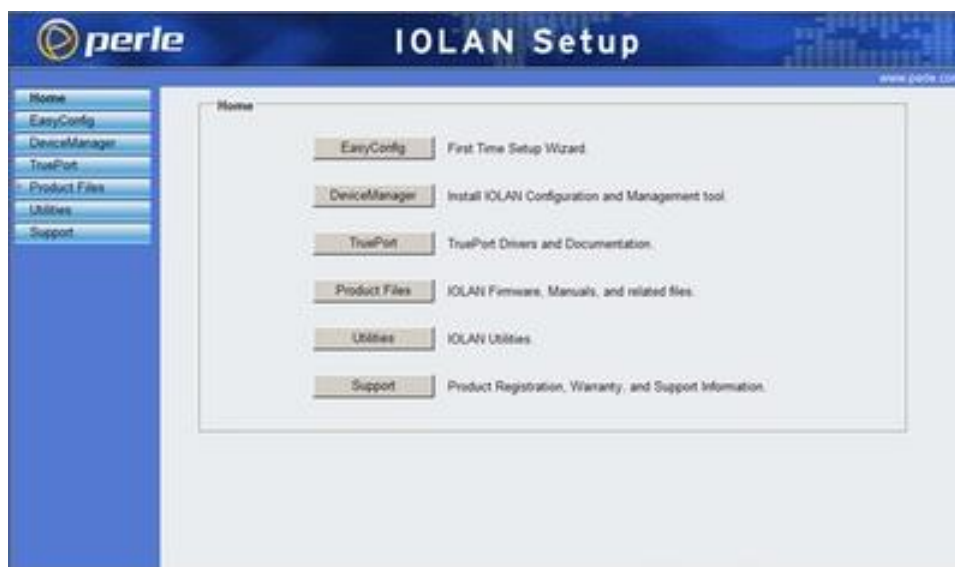 perle
IOLAN Setup
www.perle.com
Home
EasyConfig
DeviceManager
TruePort
Product Files
Utilities
Support
Home
EasyConfig First Time Setup Wizard.
DeviceManager Install IOLAN Configuration and Management tool.
TruePort TruePort Drivers and Documentation.
Product Files IOLAN Firmware, Manuals, and related files.
Utilities IOLAN Utilities.
Support Product Registration, Warranty, and Support Information.